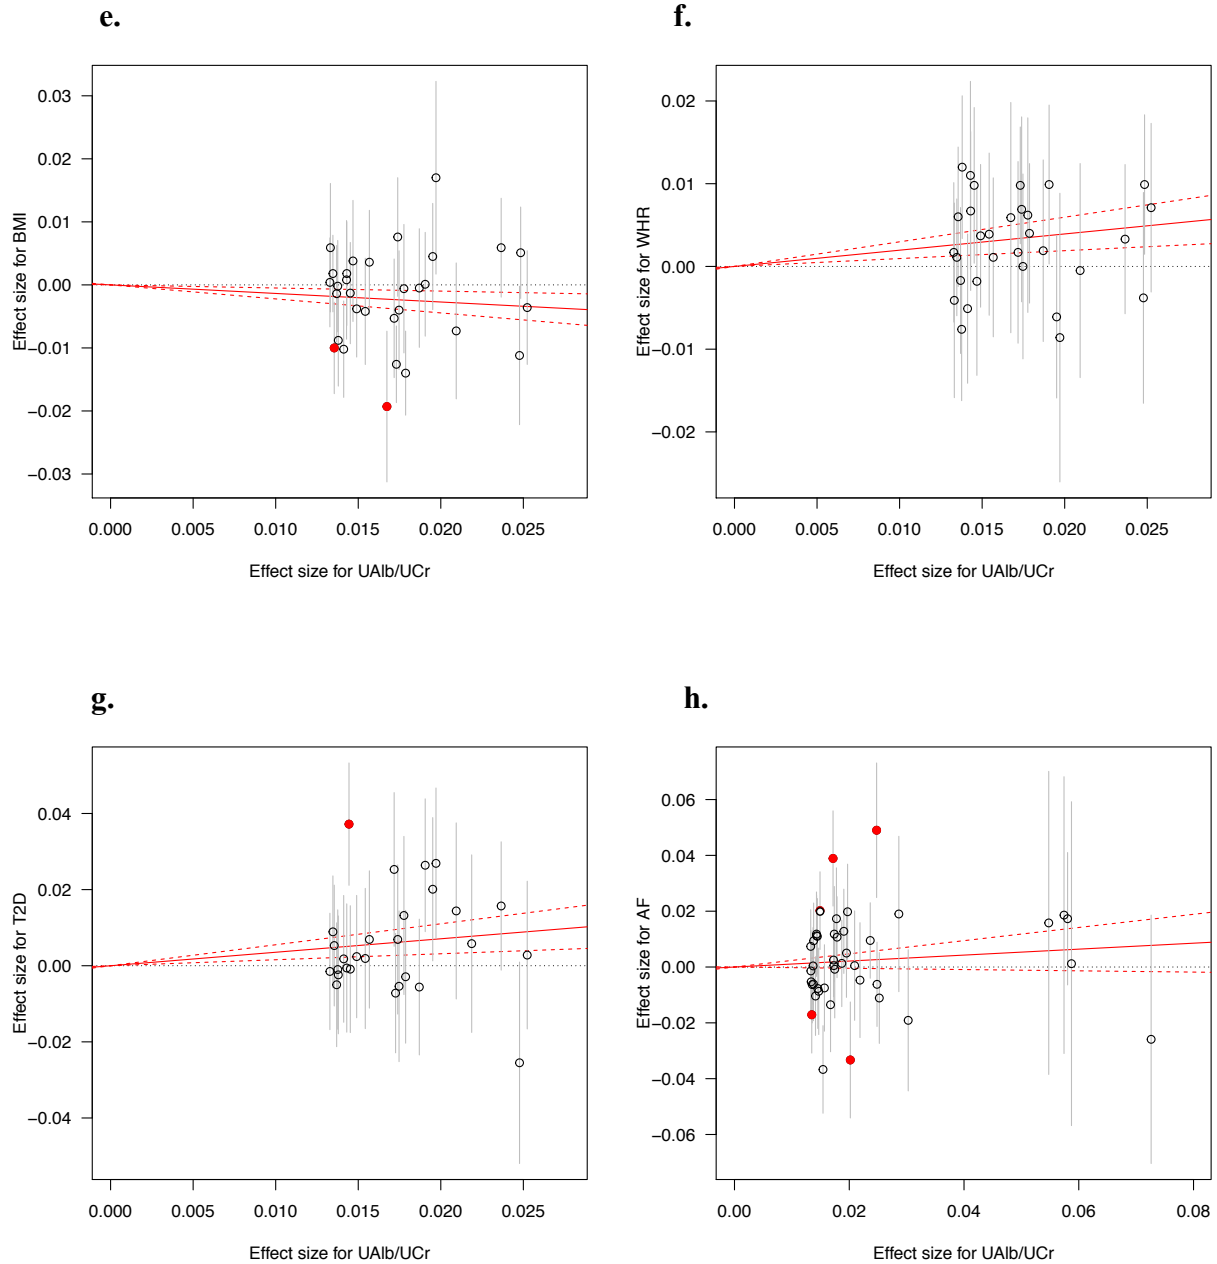 e.
0.03
0.02
0.01
0.00
−0.01
−0.02
−0.03
Effect size for BMI
0.000 0.005 0.010 0.015 0.020 0.025
Effect size for UAlb/UCr
f.
0.02
0.01
0.00
−0.01
−0.02
Effect size for WHR
0.000 0.005 0.010 0.015 0.020 0.025
Effect size for UAlb/UCr
g.
0.04
0.02
0.00
−0.02
−0.04
Effect size for T2D
0.000 0.005 0.010 0.015 0.020 0.025
Effect size for UAlb/UCr
h.
0.06
0.04
0.02
0.00
−0.02
−0.04
−0.06
Effect size for AF
0.00 0.02 0.04 0.06 0.08
Effect size for UAlb/UCr